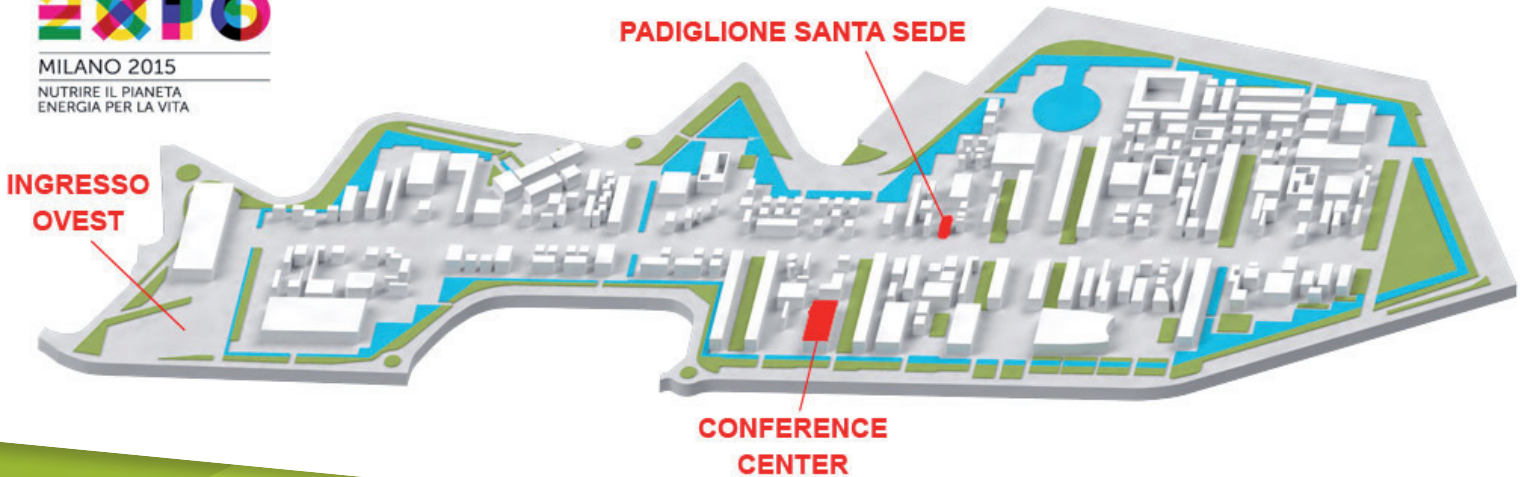 EXPO
MILANO 2015
NUTRIRE IL PIANETA
ENERGIA PER LA VITA
PADIGLIONE SANTA SEDE
INGRESSO
OVEST
CONFERENCE
CENTER